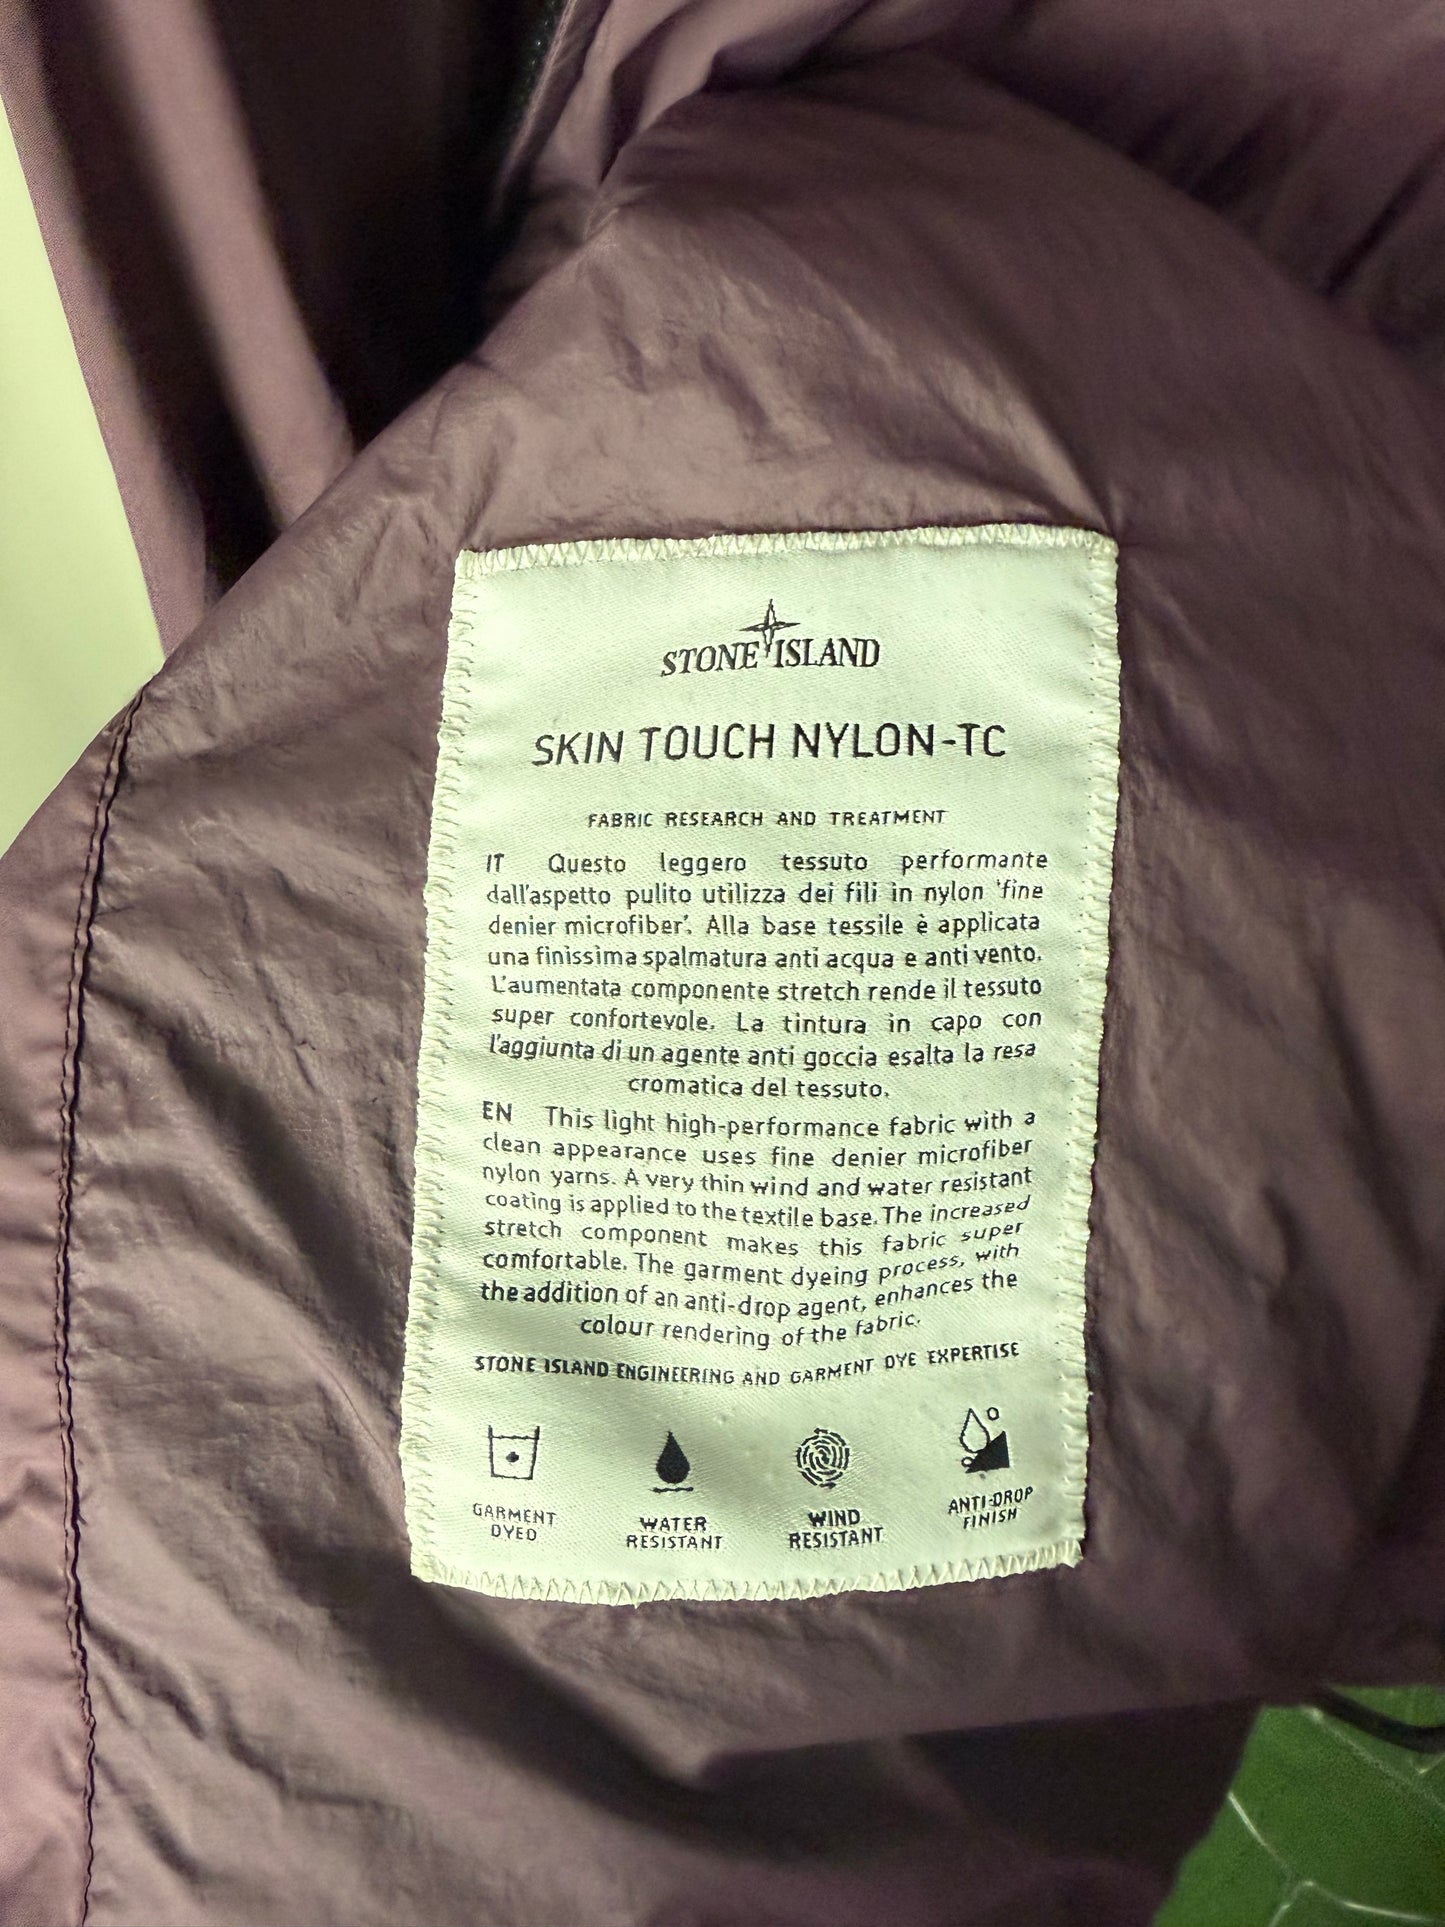 STONE ISLAND
SKIN TOUCH NYLON-TC
FABRIC RESEARCH AND TREATMENT
IT Questo leggero tessuto performante
dall'aspetto pulito utilizza dei fili in nylon 'fine
denier microfiber'. Alla base tessile è applicata
una finissima spalmatura anti acqua e anti vento.
L'aumentata componente stretch rende il tessuto
super confortevole. La tintura in capo con
l'aggiunta di un agente anti goccia esalta la resa
cromatica del tessuto.
EN This light high-performance fabric with a
clean appearance uses fine denier microfiber
nylon yarns. A very thin wind and water resistant
coating is applied to the textile base. The increased
stretch component makes this fabric super
comfortable. The garment dyeing process, with
the addition of an anti-drop agent, enhances the
colour rendering of the fabric.
STONE ISLAND ENGINEERING AND GARMENT DYE EXPERTISE
GARMENT
DYED
WATER
RESISTANT
WIND
RESISTANT
ANTI-DROP
FINISH